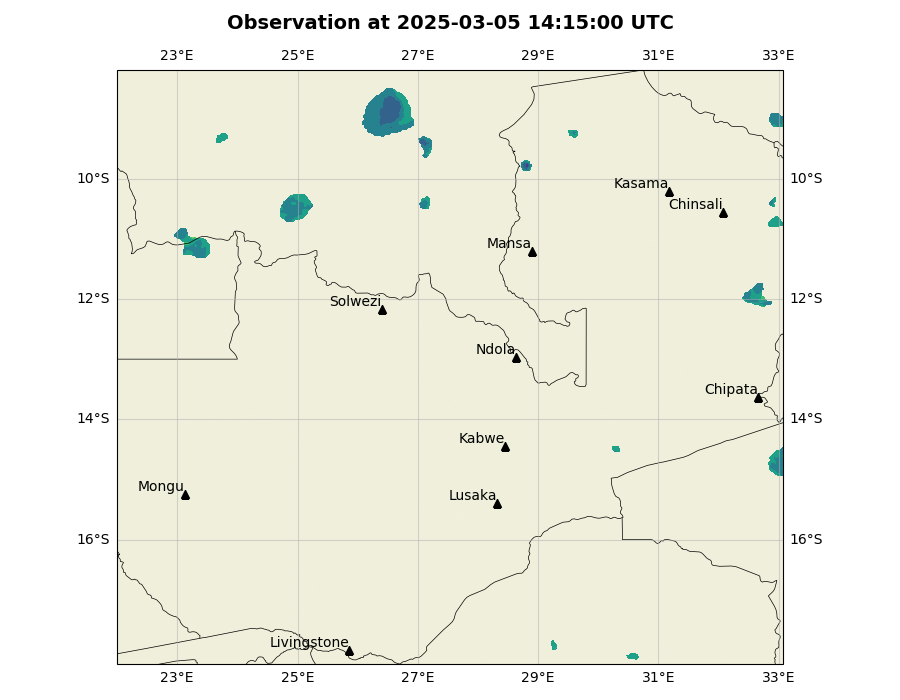 Observation at 2025-03-05 14:15:00 UTC
23°E 25°E 27°E 29°E 31°E 33°E
10°S 10°S
Kasama
Chinsali
Mansa
12°S 12°S
Solwezi
Ndola
Chipata
14°S 14°S
Kabwe
Mongu
Lusaka
16°S 16°S
Livingstone
23°E 25°E 27°E 29°E 31°E 33°E